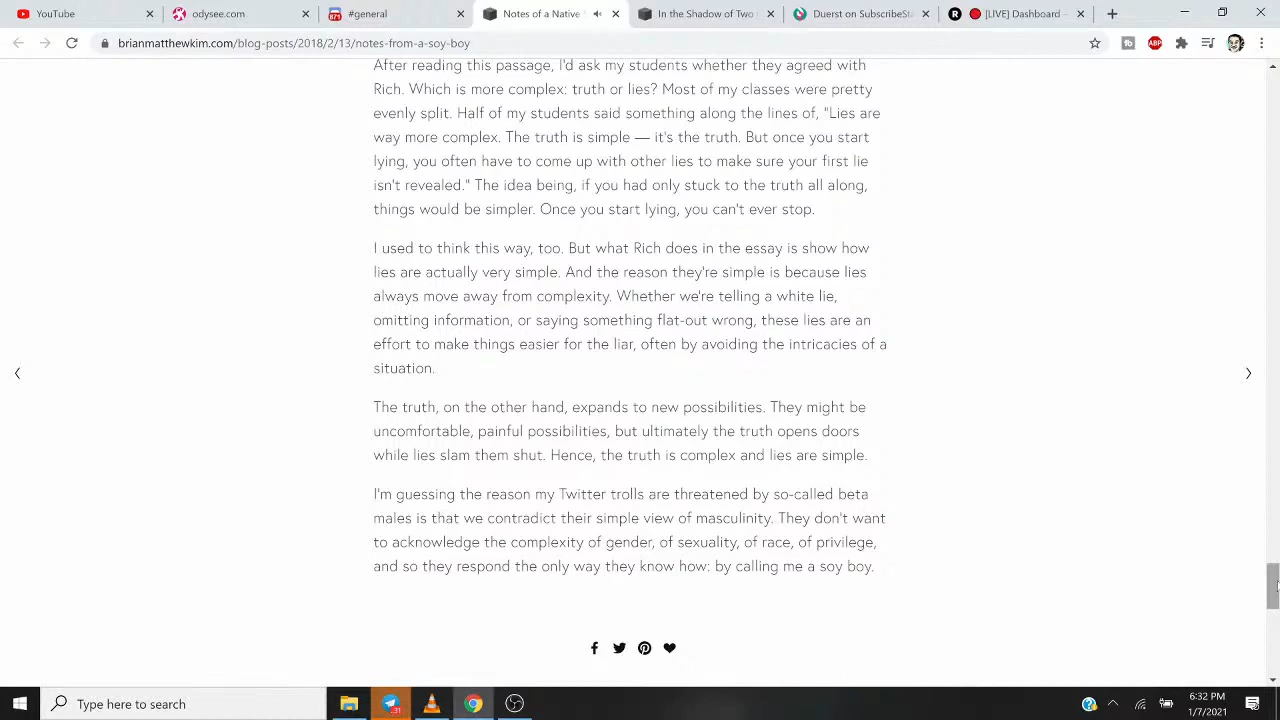 YouTube
odysee.com
#general
Notes of a Native
In the Shadow of Two
Duerst on SubscribeSta
[LIVE] Dashboard –
brianmatthewkim.com/blog-posts/2018/2/13/notes-from-a-soy-boy
After reading this passage, I'd ask my students whether they agreed with
Rich. Which is more complex: truth or lies? Most of my classes were pretty
evenly split. Half of my students said something along the lines of, "Lies are
way more complex. The truth is simple — it's the truth. But once you start
lying, you often have to come up with other lies to make sure your first lie
isn't revealed." The idea being, if you had only stuck to the truth all along,
things would be simpler. Once you start lying, you can't ever stop.
I used to think this way, too. But what Rich does in the essay is show how
lies are actually very simple. And the reason they're simple is because lies
always move away from complexity. Whether we're telling a white lie,
omitting information, or saying something flat-out wrong, these lies are an
effort to make things easier for the liar, often by avoiding the intricacies of a
situation.
The truth, on the other hand, expands to new possibilities. They might be
uncomfortable, painful possibilities, but ultimately the truth opens doors
while lies slam them shut. Hence, the truth is complex and lies are simple.
I'm guessing the reason my Twitter trolls are threatened by so-called beta
males is that we contradict their simple view of masculinity. They don't want
to acknowledge the complexity of gender, of sexuality, of race, of privilege,
and so they respond the only way they know how: by calling me a soy boy.
Type here to search
6:32 PM
1/7/2021